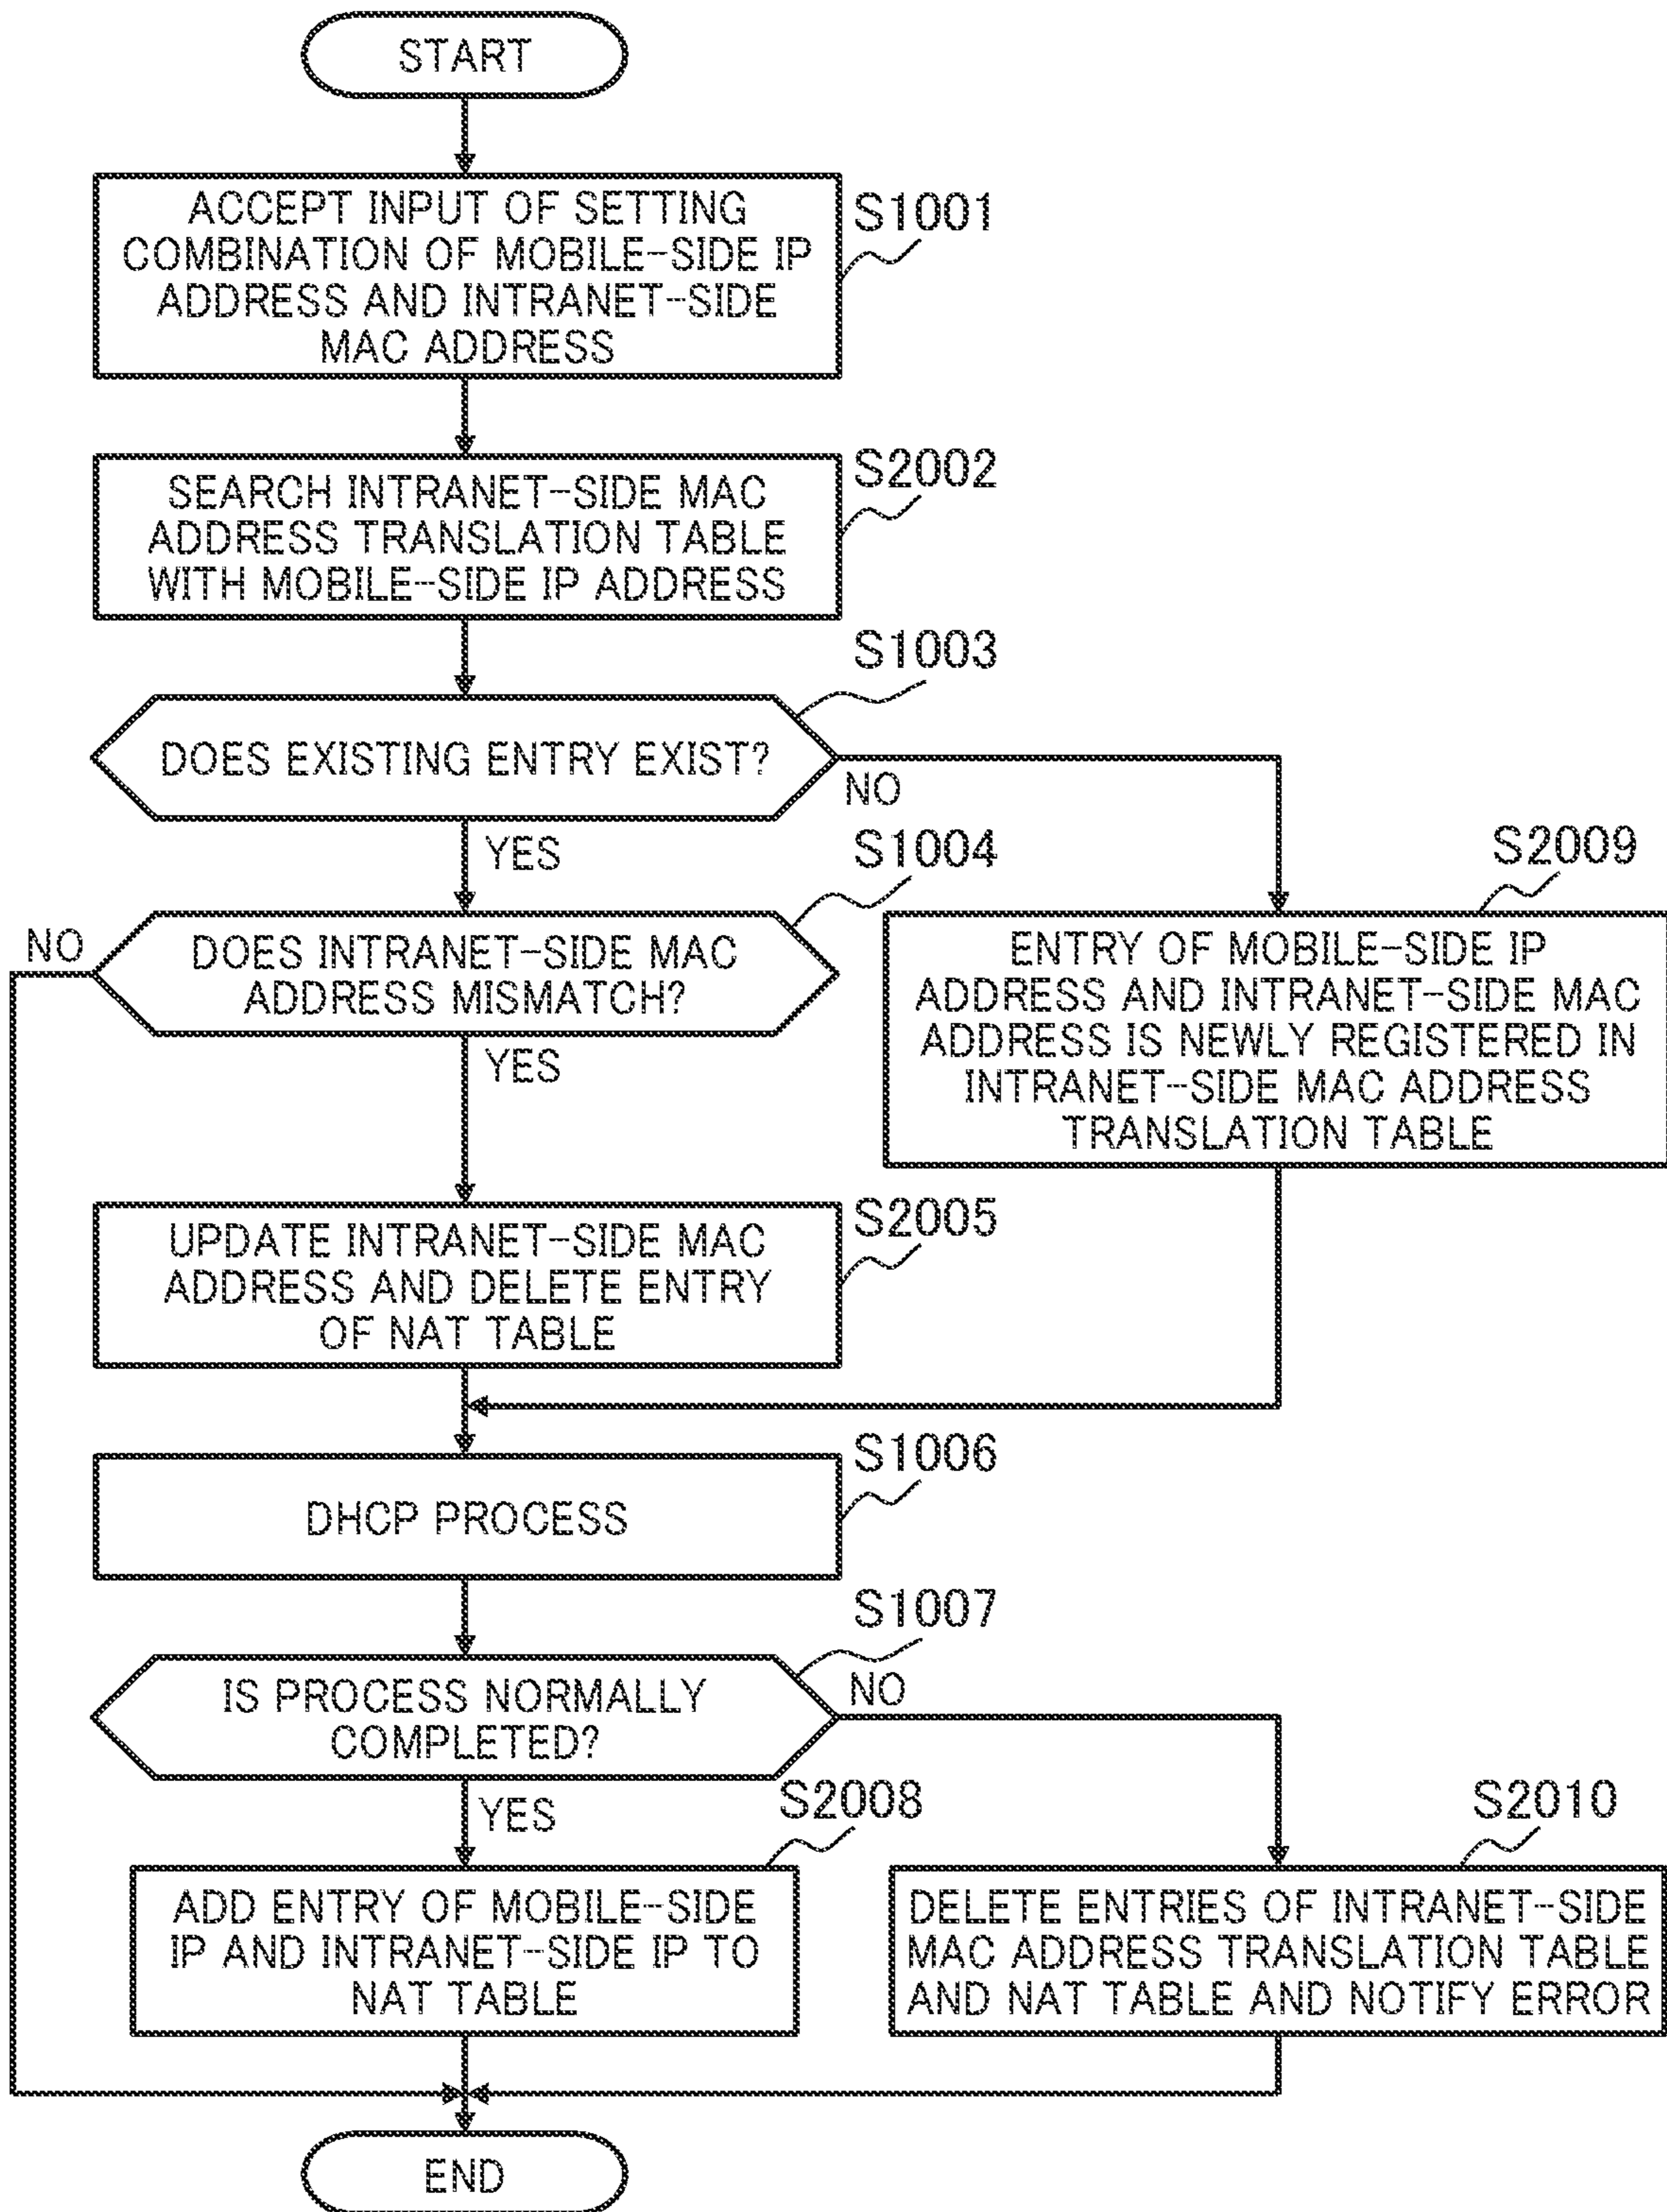 START
ACCEPT INPUT OF SETTING
COMBINATION OF MOBILE-SIDE IP
ADDRESS AND INTRANET-SIDE
MAC ADDRESS
S1001
SEARCH INTRANET-SIDE MAC
ADDRESS TRANSLATION TABLE
WITH MOBILE-SIDE IP ADDRESS
S2002
DOES EXISTING ENTRY EXIST?
S1003
NO
YES
DOES INTRANET-SIDE MAC
ADDRESS MISMATCH?
S1004
NO
YES
S2009
ENTRY OF MOBILE-SIDE IP
ADDRESS AND INTRANET-SIDE MAC
ADDRESS IS NEWLY REGISTERED IN
INTRANET-SIDE MAC ADDRESS
TRANSLATION TABLE
UPDATE INTRANET-SIDE MAC
ADDRESS AND DELETE ENTRY
OF NAT TABLE
S2005
DHCP PROCESS
S1006
IS PROCESS NORMALLY
COMPLETED?
S1007
NO
YES
S2008
ADD ENTRY OF MOBILE-SIDE
IP AND INTRANET-SIDE IP TO
NAT TABLE
S2010
DELETE ENTRIES OF INTRANET-SIDE
MAC ADDRESS TRANSLATION TABLE
AND NAT TABLE AND NOTIFY ERROR
END